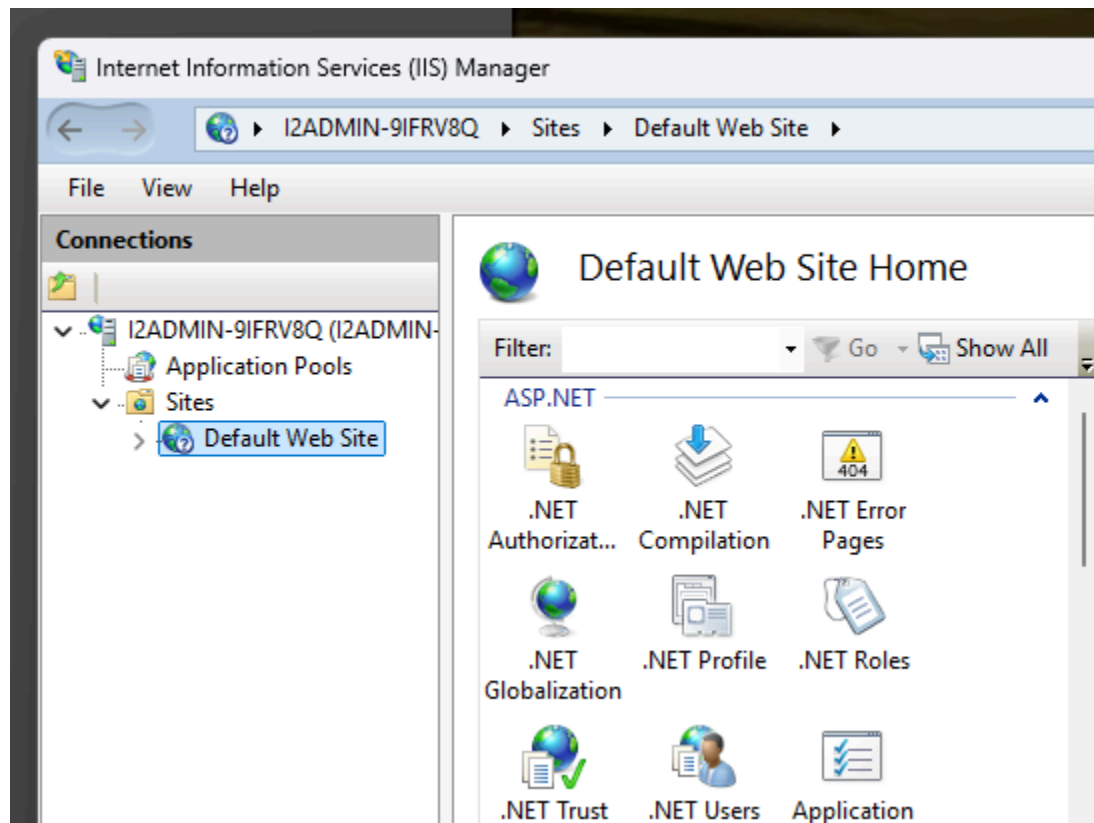 Internet Information Services (IIS) Manager
I2ADMIN-9IFRV8Q Sites Default Web Site
File View Help
Connections
I2ADMIN-9IFRV8Q (I2ADMIN-
Application Pools
Sites
Default Web Site
Default Web Site Home
Filter: Go Show All
ASP.NET
.NET Authorizat...
.NET Compilation
404
.NET Error Pages
.NET Globalization
.NET Profile
.NET Roles
.NET Trust
.NET Users
Application